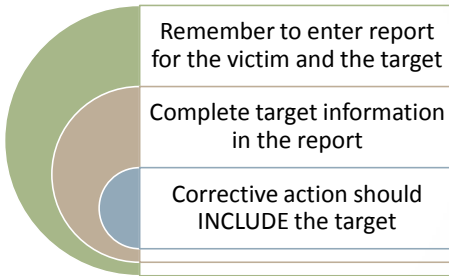 Remember to enter report
for the victim and the target
Complete target information
in the report
Corrective action should
INCLUDE the target